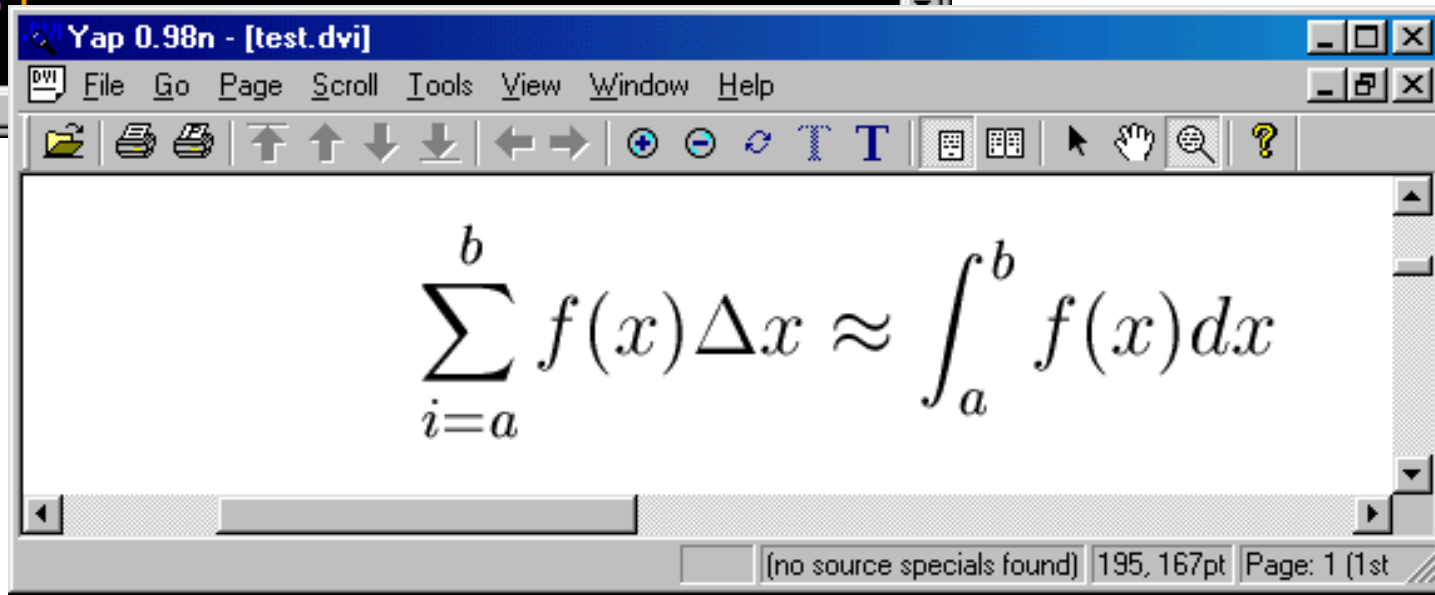 Yap 0.98n - [test.dvi]
DVI File Go Page Scroll Tools View Window Help
T T ?
b
∑ f(x)Δx ≈ ∫ₐᵇ f(x)dx
i=a
(no source specials found) 195, 167pt Page: 1 (1st